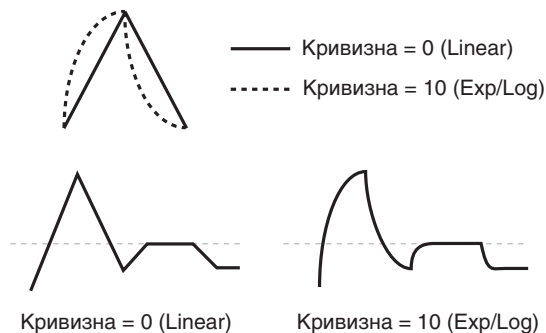 Кривизна = 0 (Linear)
Кривизна = 10 (Exp/Log)
Кривизна = 0 (Linear)
Кривизна = 10 (Exp/Log)